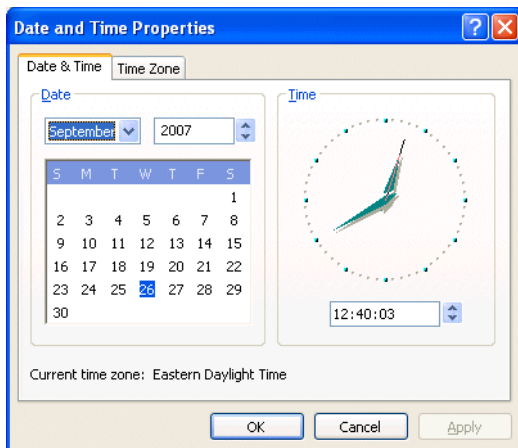 Date and Time Properties
Date & Time Time Zone
Date
September 2007
S M T W T F S
1
2 3 4 5 6 7 8
9 10 11 12 13 14 15
16 17 18 19 20 21 22
23 24 25 26 27 28 29
30
Time
12:40:03
Current time zone: Eastern Daylight Time
OK Cancel Apply